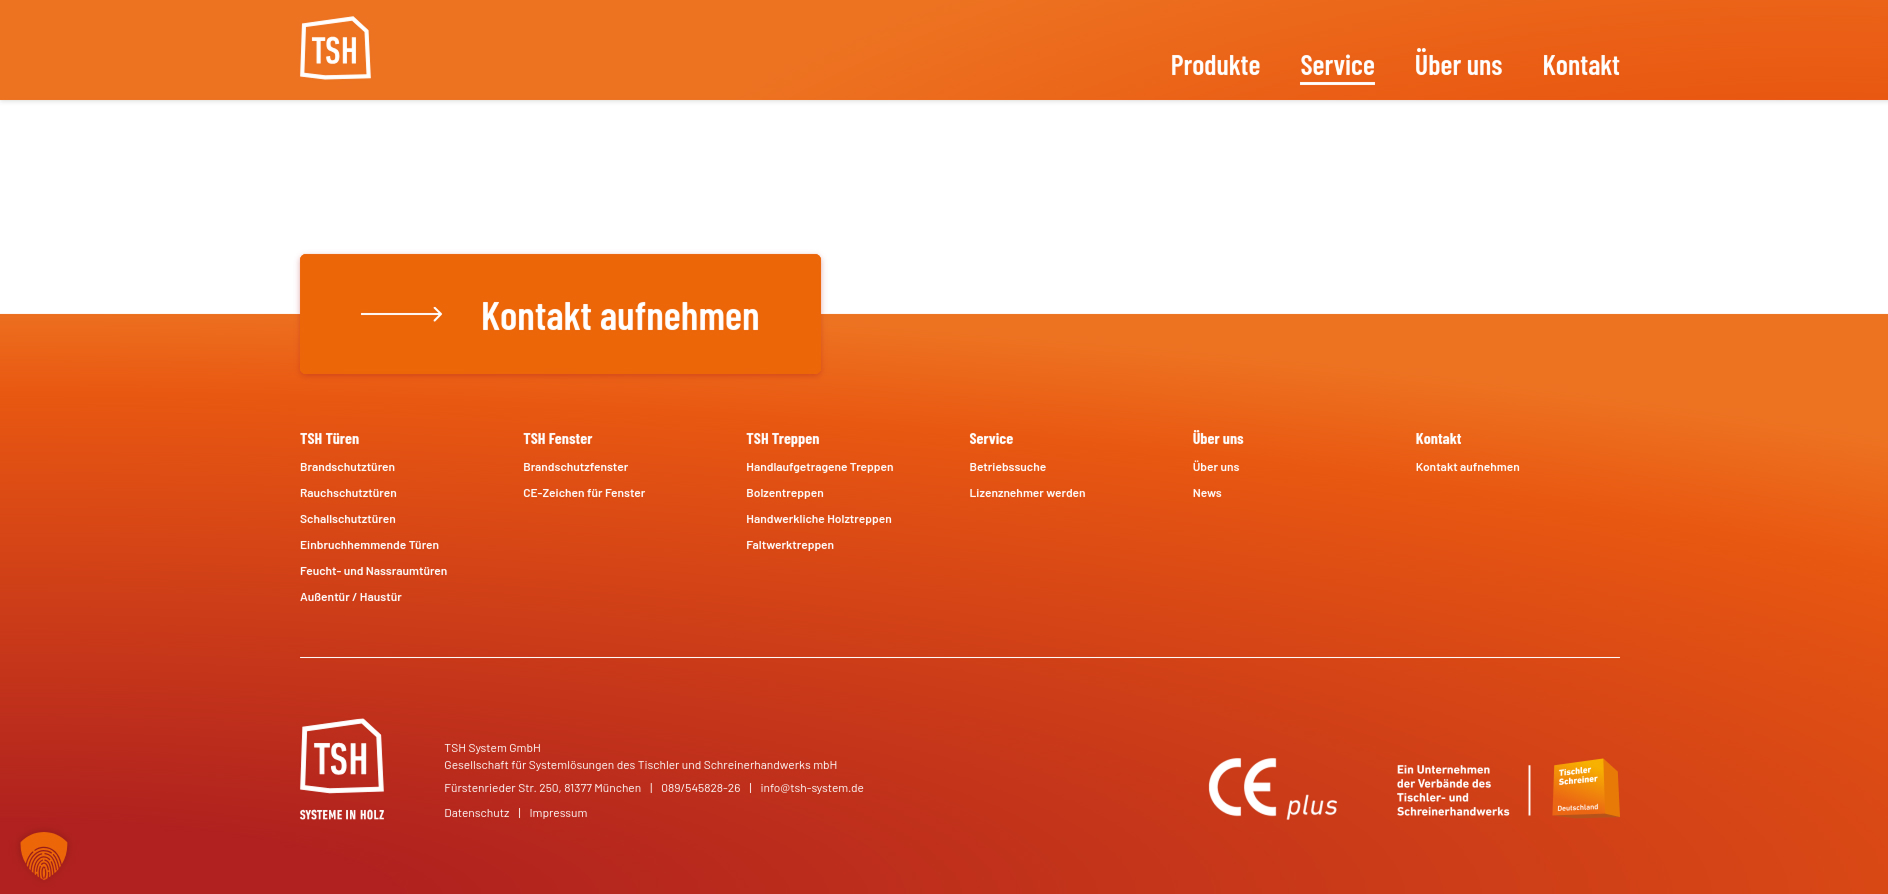 TSH
Produkte
Service
Über uns
Kontakt
Kontakt aufnehmen
TSH Türen
Brandschutztüren
Rauchschutztüren
Schallschutztüren
Einbruchhemmende Türen
Feucht- und Nassraumtüren
Außentür / Haustür
TSH Fenster
Brandschutzfenster
CE-Zeichen für Fenster
TSH Treppen
Handlaufgetragene Treppen
Bolzentreppen
Handwerkliche Holztreppen
Faltwerktreppen
Service
Betriebssuche
Lizenznehmer werden
Über uns
Über uns
News
Kontakt
Kontakt aufnehmen
TSH
SYSTEME IN HOLZ
TSH System GmbH
Gesellschaft für Systemlösungen des Tischler und Schreinerhandwerks mbH
Fürstenrieder Str. 250, 81377 München | 089/545828-26 | info@tsh-system.de
Datenschutz | Impressum
CE plus
Ein Unternehmen
der Verbände des
Tischler- und
Schreinerhandwerks
Tischler
Schreiner
Deutschland